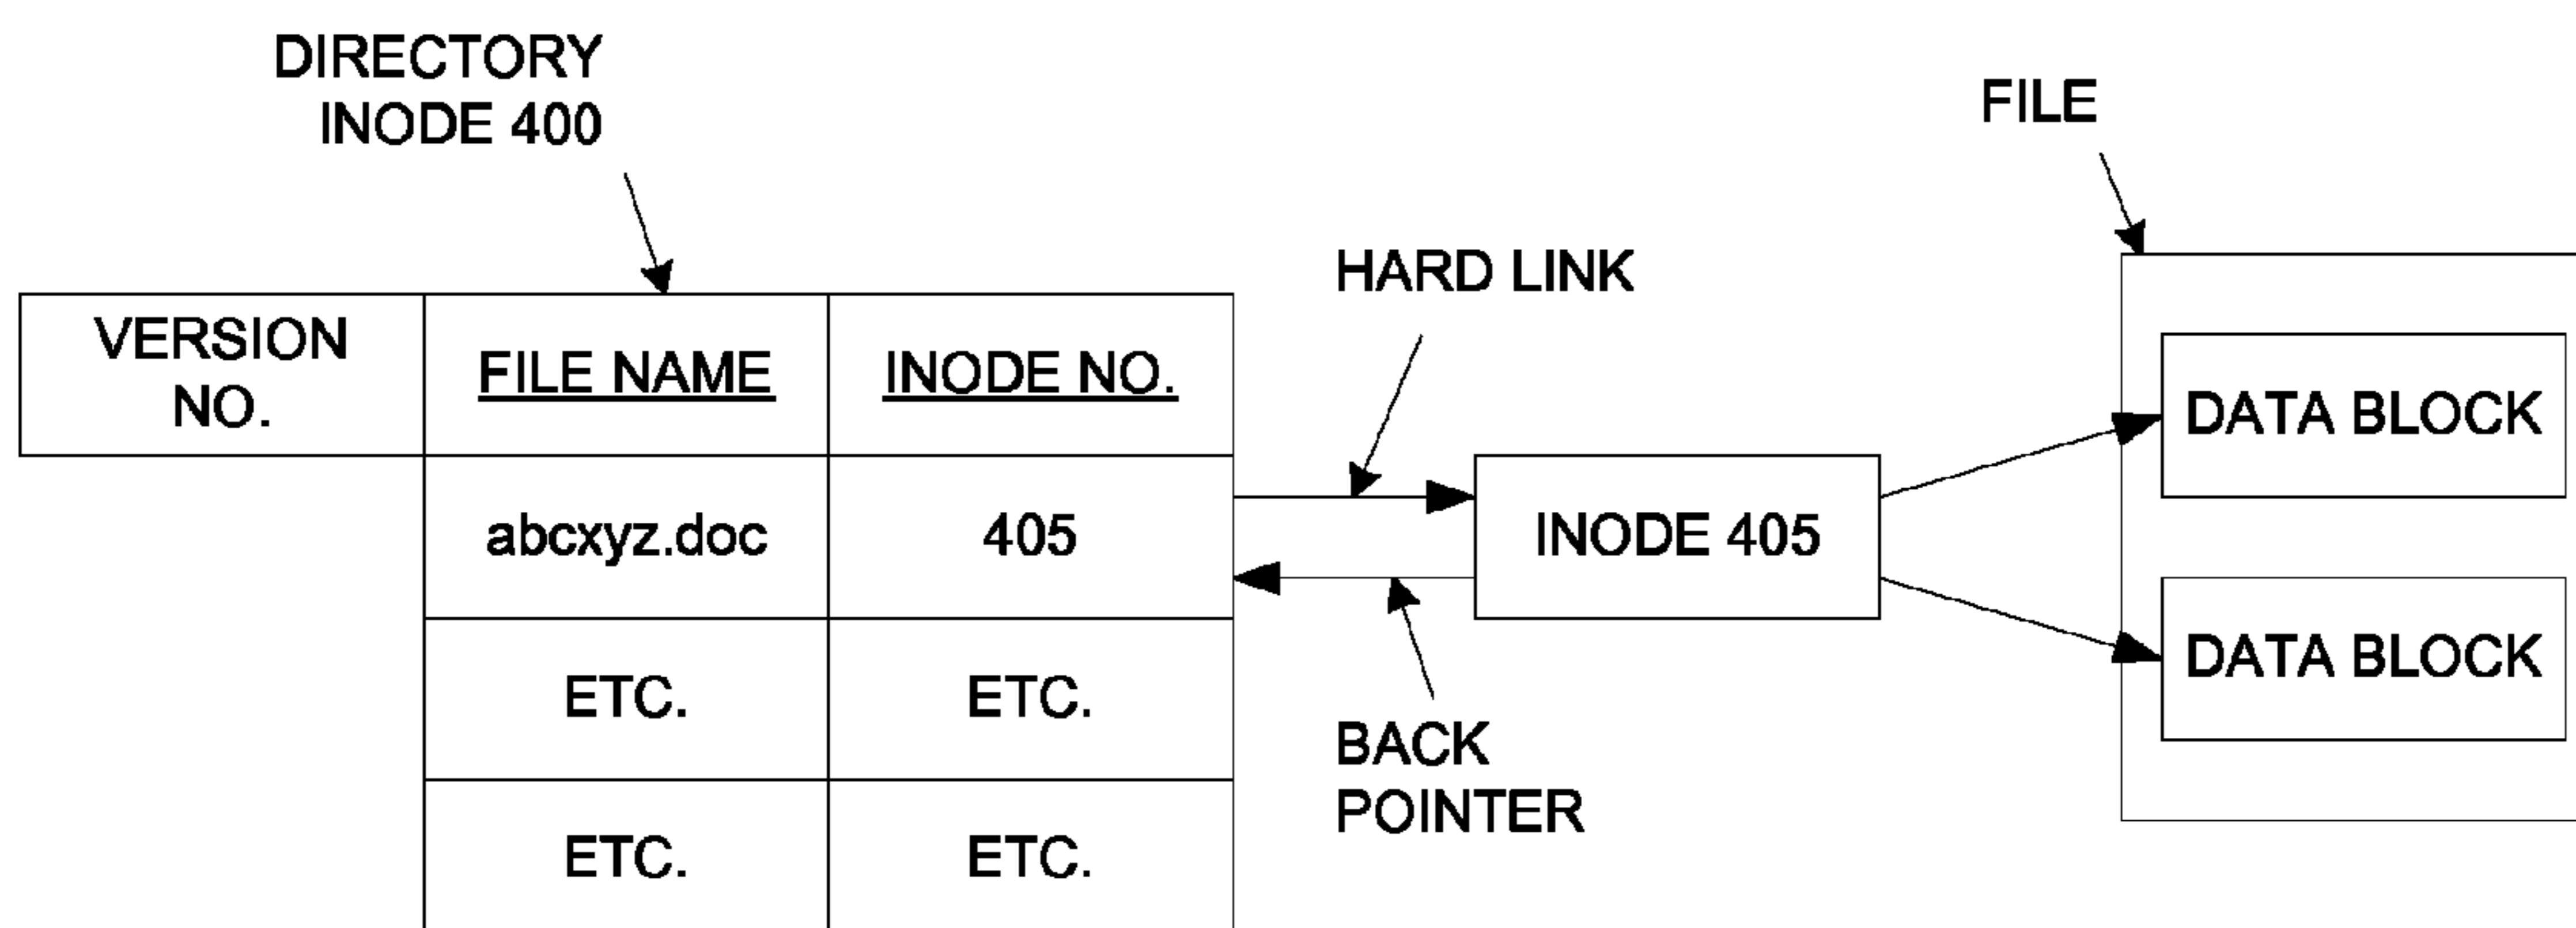 DIRECTORY
INODE 400
FILE
HARD LINK
VERSION
NO.
FILE NAME
INODE NO.
abcxyz.doc
405
INODE 405
DATA BLOCK
DATA BLOCK
ETC.
ETC.
BACK
POINTER
ETC.
ETC.